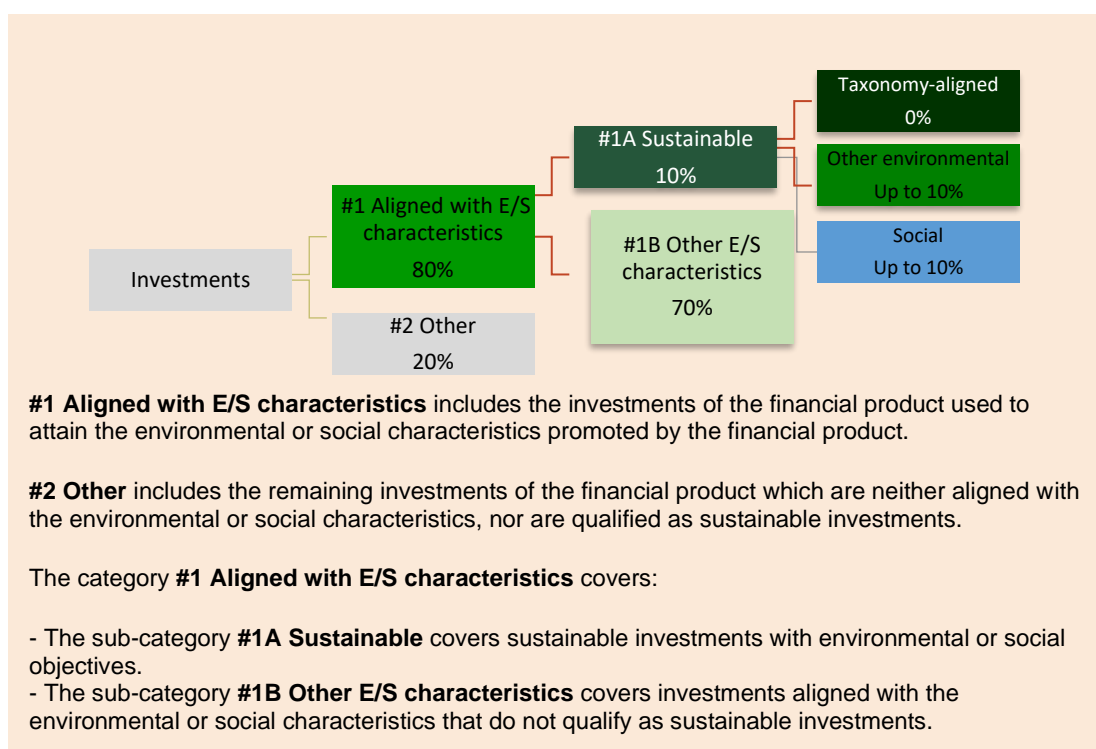 Taxonomy-aligned
0%
#1A Sustainable
10%
Other environmental
Up to 10%
#1 Aligned with E/S
characteristics
80%
#1B Other E/S
characteristics
70%
Social
Up to 10%
Investments
#2 Other
20%
#1 Aligned with E/S characteristics includes the investments of the financial product used to
attain the environmental or social characteristics promoted by the financial product.
#2 Other includes the remaining investments of the financial product which are neither aligned with
the environmental or social characteristics, nor are qualified as sustainable investments.
The category #1 Aligned with E/S characteristics covers:
- The sub-category #1A Sustainable covers sustainable investments with environmental or social
objectives.
- The sub-category #1B Other E/S characteristics covers investments aligned with the
environmental or social characteristics that do not qualify as sustainable investments.